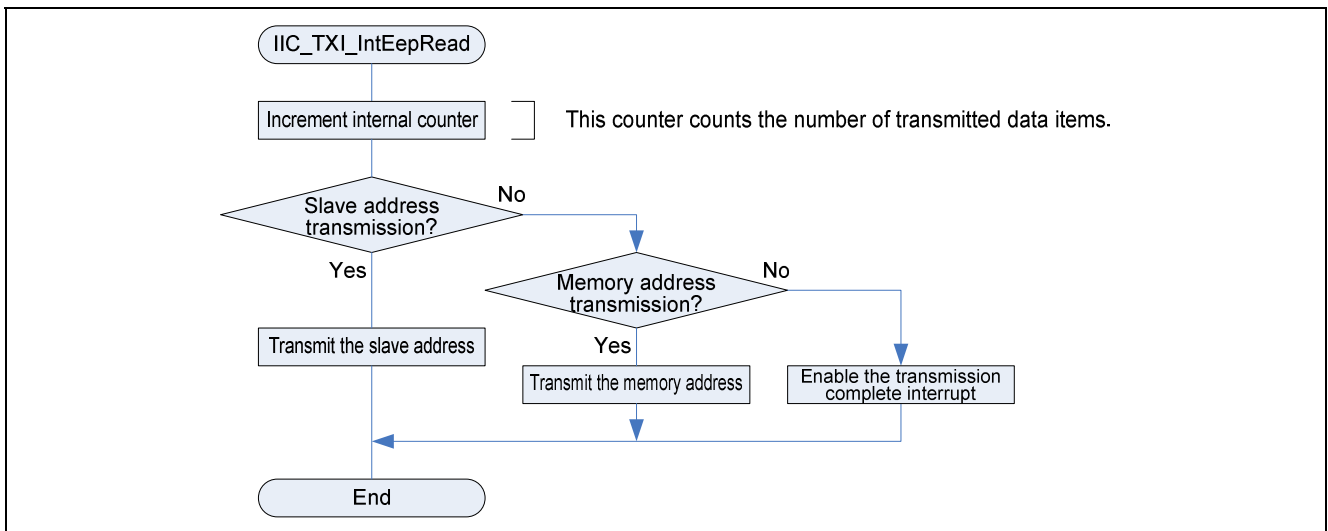 IIC_TXI_IntEepRead
Increment internal counter
This counter counts the number of transmitted data items.
Slave address
transmission?
No
Yes
Memory address
transmission?
No
Transmit the slave address
Yes
Transmit the memory address
Enable the transmission
complete interrupt
End